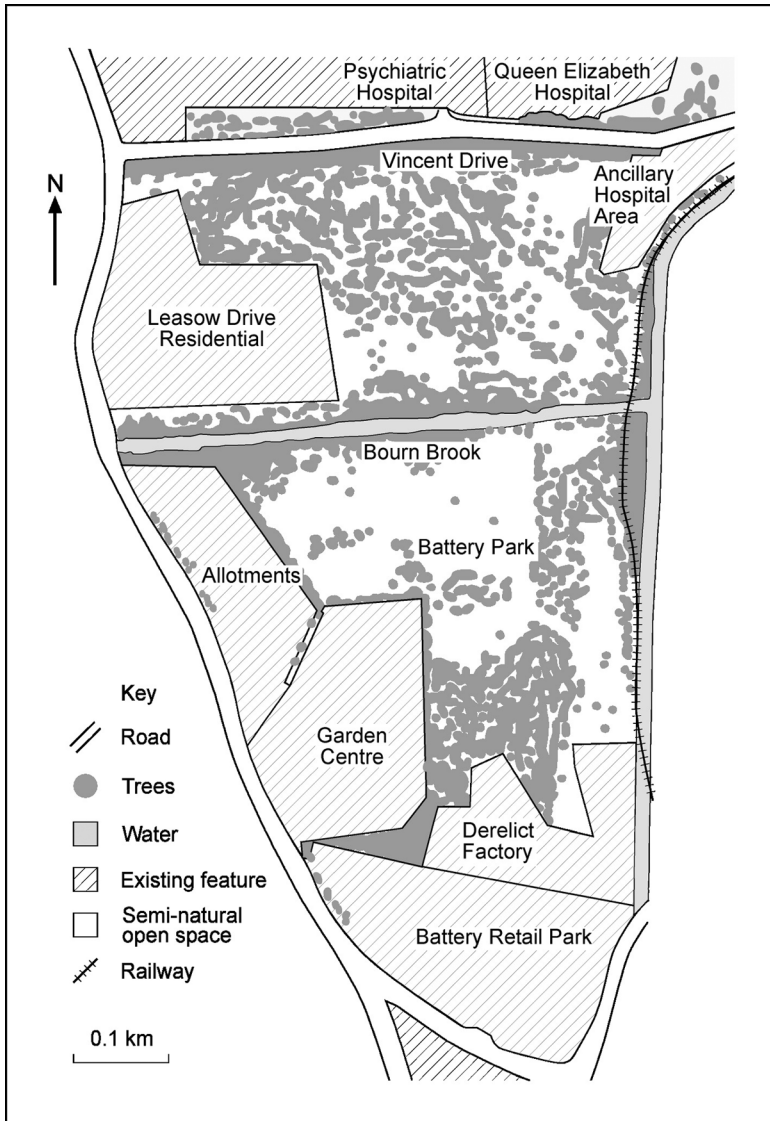 Psychiatric
Hospital
Queen Elizabeth
Hospital
Vincent Drive
N
Ancillary
Hospital
Area
Leasow Drive
Residential
Bourn Brook
Battery Park
Allotments
Key
Road
Trees
Water
Existing feature
Semi-natural
open space
Railway
0.1 km
Garden
Centre
Derelict
Factory
Battery Retail Park